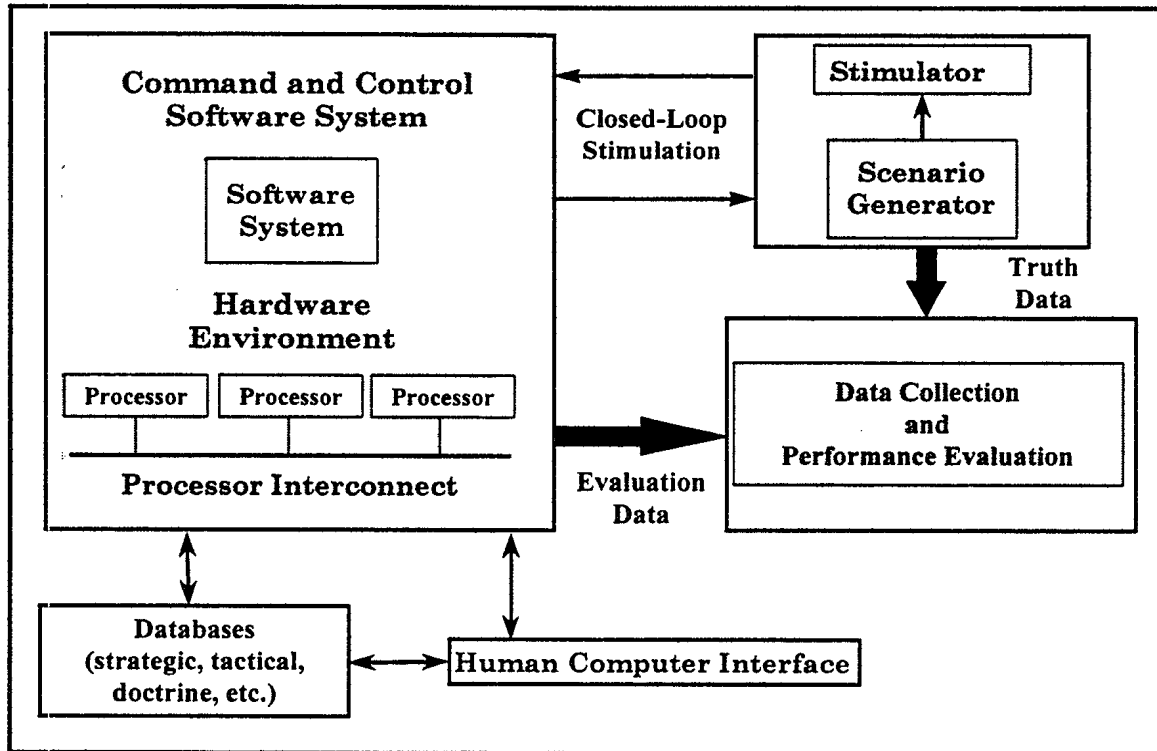 Command and Control
Software System
Software
System
Hardware
Environment
Processor
Processor
Processor
Processor Interconnect
Closed-Loop
Stimulation
Stimulator
Scenario
Generator
Truth
Data
Data Collection
and
Performance Evaluation
Evaluation
Data
Databases
(strategic, tactical,
doctrine, etc.)
Human Computer Interface